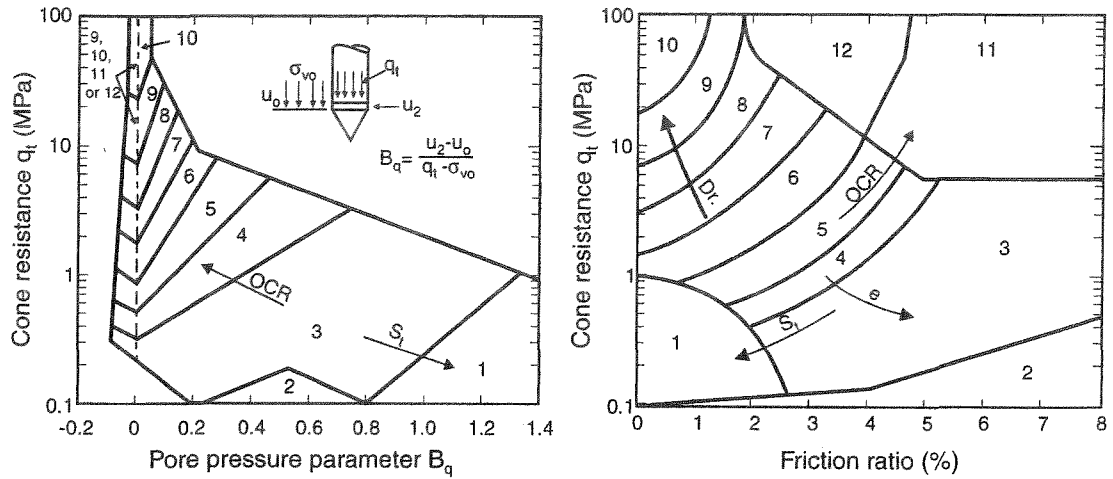 Cone resistance qt (MPa)
100
10
1
0.1
-0.2 0 0.2 0.4 0.6 0.8 1.0 1.2 1.4
Pore pressure parameter Bq
9,
10,
11
or 12
10
9
8
7
6
5
4
3
2
1
OCR
St
σvo
uo
qt
u2
Bq = u2-uo / qt - σvo
Cone resistance qt (MPa)
100
10
1
0.1
0 1 2 3 4 5 6 7 8
Friction ratio (%)
10
9
8
7
6
5
4
3
2
1
12
11
Dr.
OCR
e
St